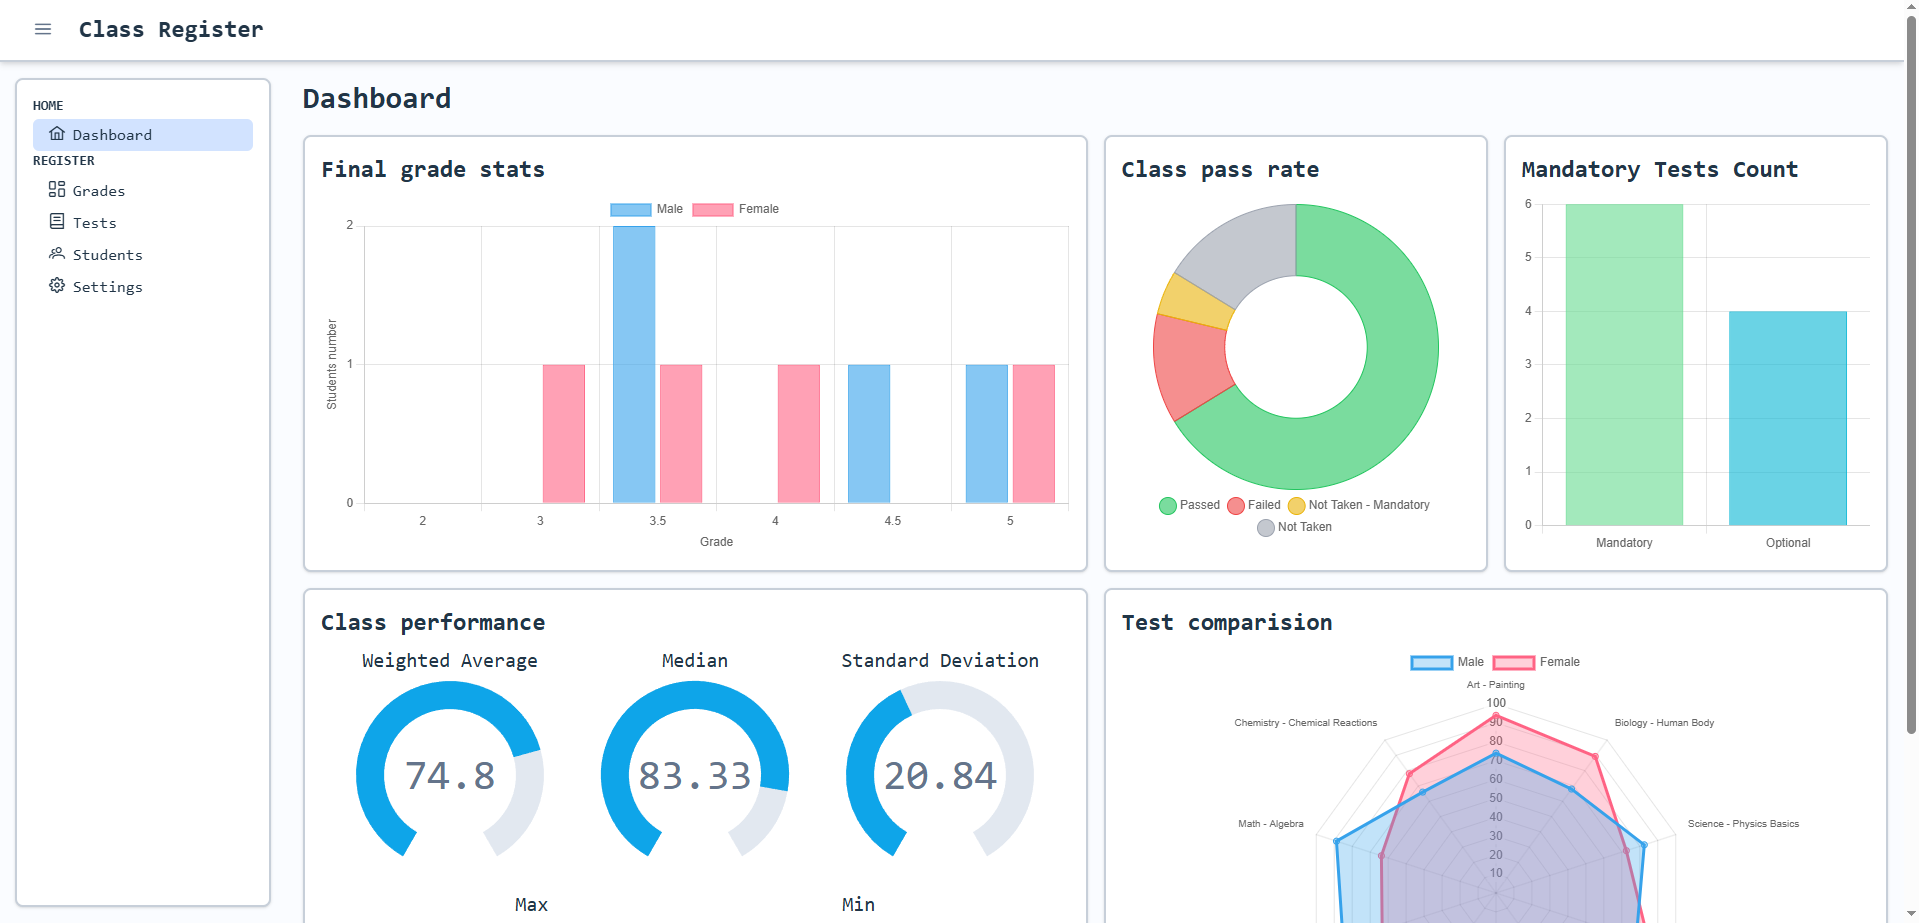 Class Register
HOME
Dashboard
REGISTER
Grades
Tests
Students
Settings
Dashboard
Final grade stats
Male Female
2
1
0
Students number
2 3 3.5 4 4.5 5
Grade
Class pass rate
Passed Failed Not Taken - Mandatory
Not Taken
Mandatory Tests Count
6
5
4
3
2
1
0
Mandatory Optional
Class performance
Weighted Average Median Standard Deviation
74.8 83.33 20.84
Max Min
Test comparision
Male Female
Art - Painting
100
Chemistry - Chemical Reactions 90 Biology - Human Body
80
70
60
50
40
Math - Algebra Science - Physics Basics
30
20
10